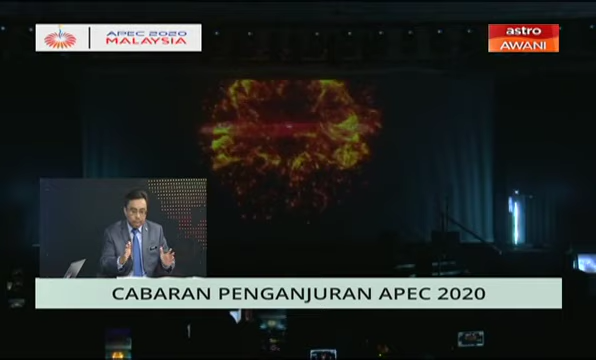 APEC 2020
MALAYSIA
astro
AWANI
CABARAN PENGANJURAN APEC 2020